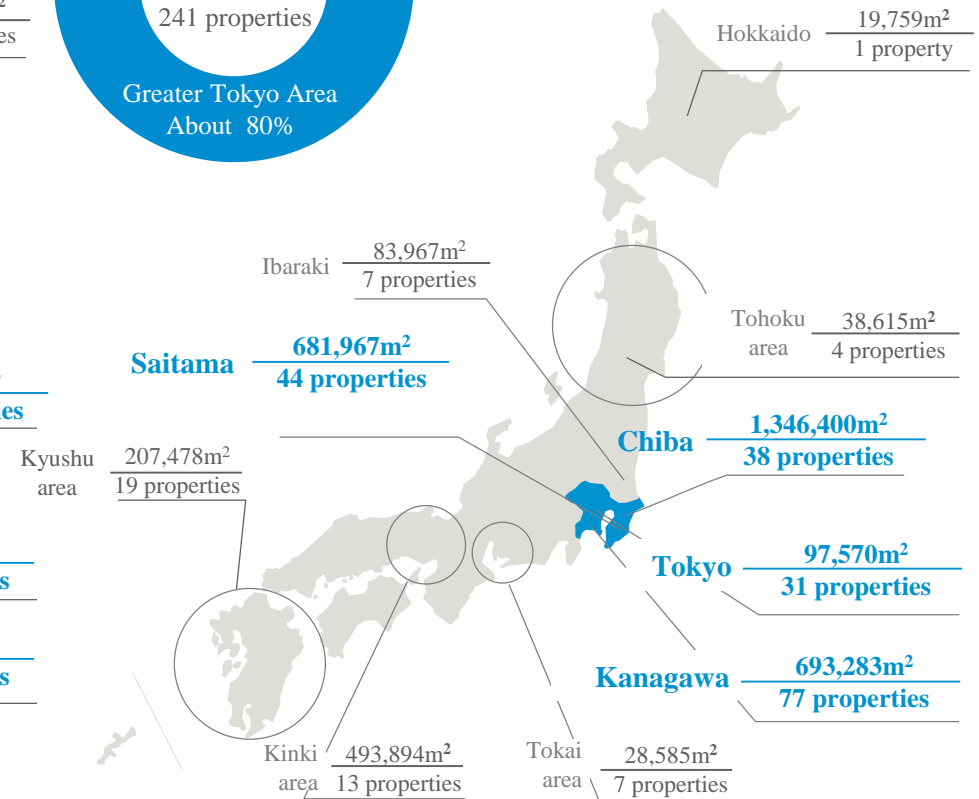 241 properties
Greater Tokyo Area
About 80%
Hokkaido
19,759m²
1 property
Ibaraki
83,967m²
7 properties
Tohoku
area
38,615m²
4 properties
Saitama
681,967m²
44 properties
Chiba
1,346,400m²
38 properties
Kyushu
area
207,478m²
19 properties
Tokyo
97,570m²
31 properties
Kanagawa
693,283m²
77 properties
Kinki
area
493,894m²
13 properties
Tokai
area
28,585m²
7 properties